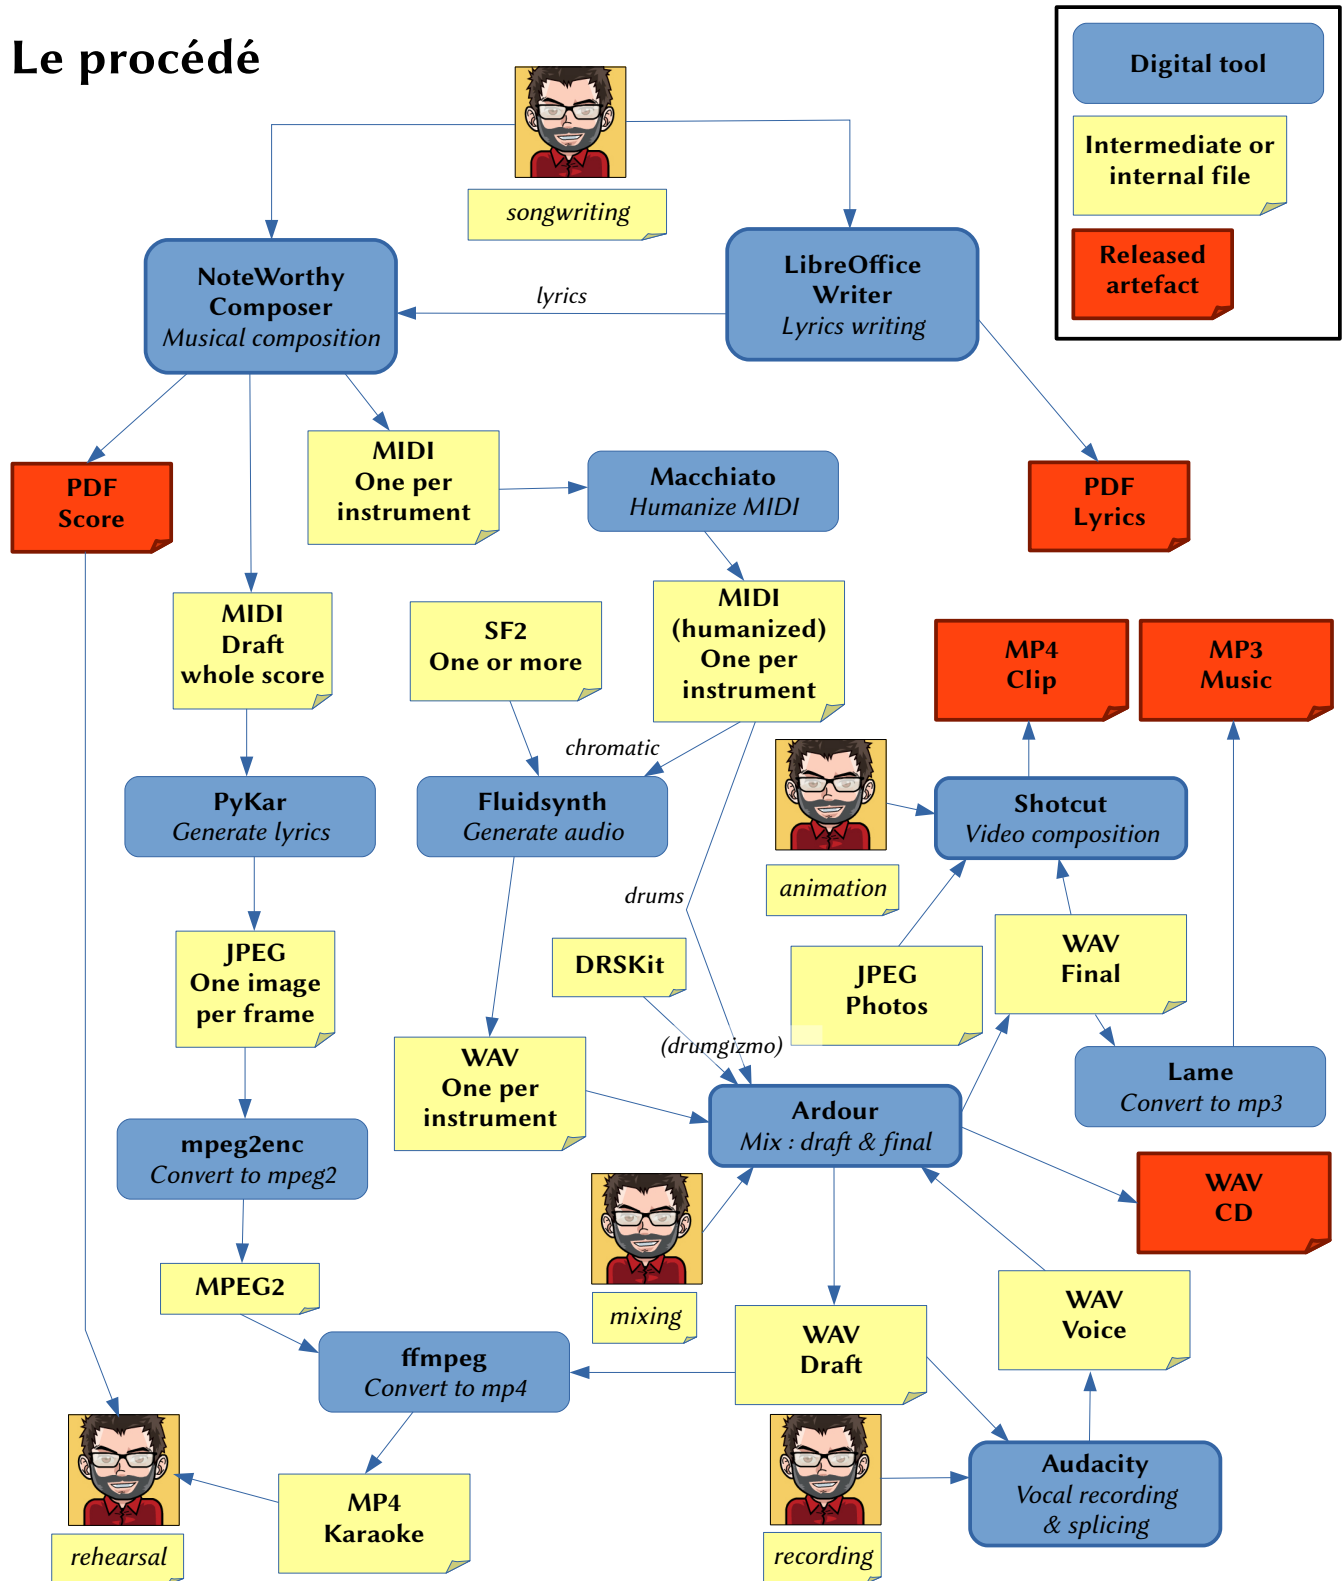 Le procédé
Digital tool
Intermediate or
internal file
Released
artefact
songwriting
NoteWorthy
Composer
Musical composition
lyrics
LibreOffice
Writer
Lyrics writing
PDF
Score
MIDI
One per
instrument
Macchiato
Humanize MIDI
PDF
Lyrics
MIDI
Draft
whole score
SF2
One or more
MIDI
(humanized)
One per
instrument
MP4
Clip
MP3
Music
chromatic
PyKar
Generate lyrics
Fluidsynth
Generate audio
Shotcut
Video composition
animation
drums
JPEG
One image
per frame
DRSKit
JPEG
Photos
WAV
Final
(drumgizmo)
WAV
One per
instrument
Ardour
Mix : draft & final
Lame
Convert to mp3
mpeg2enc
Convert to mpeg2
WAV
CD
MPEG2
mixing
WAV
Draft
WAV
Voice
ffmpeg
Convert to mp4
MP4
Karaoke
rehearsal
recording
Audacity
Vocal recording
& splicing